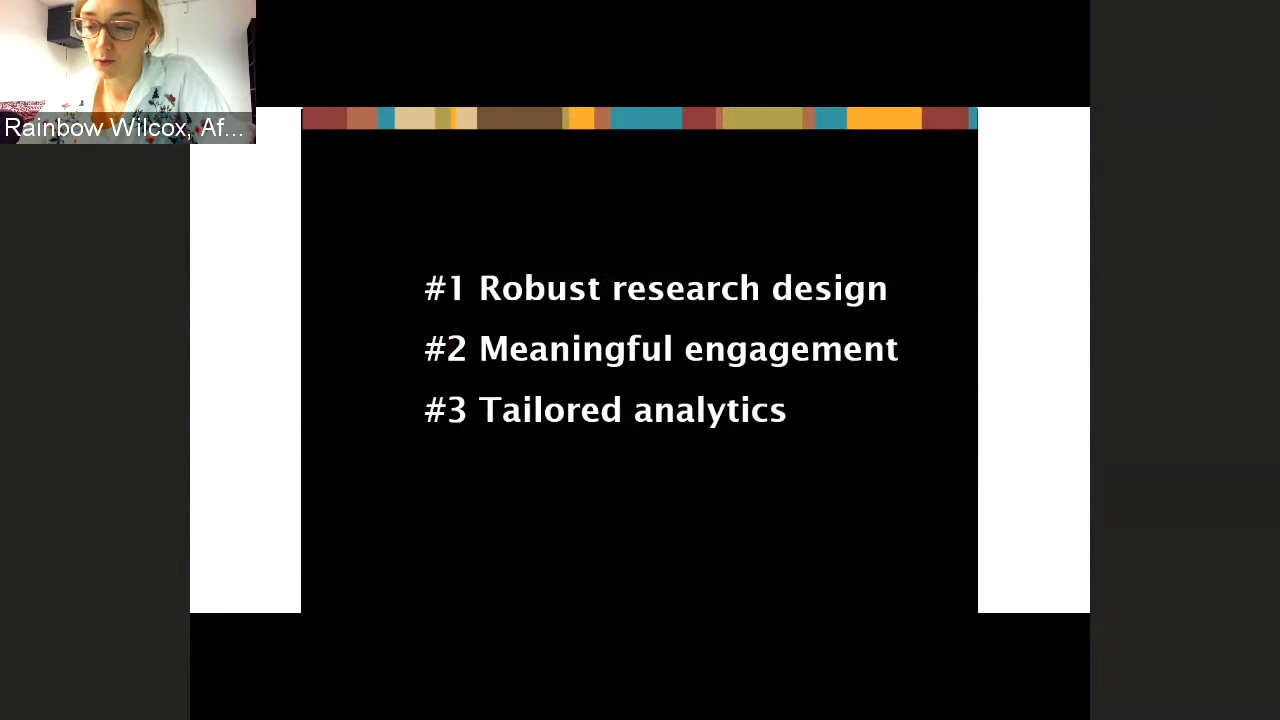 Rainbow Wilcox, Af...
#1 Robust research design
#2 Meaningful engagement
#3 Tailored analytics